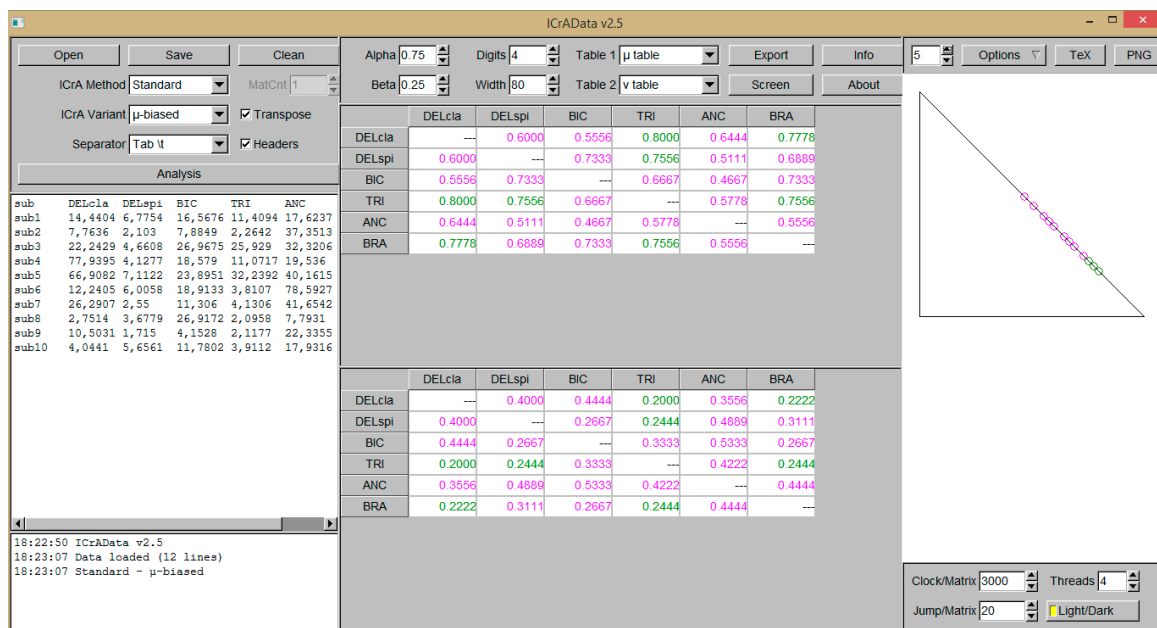 ICrAData v2.5
Open Save Clean
ICrA Method Standard MatCnt 1
ICrA Variant µ-biased Transpose
Separator Tab \t Headers
Analysis
sub DELcla DELspi BIC TRI ANC
sub1 14,4404 6,7754 16,5676 11,4094 17,6237
sub2 7,7636 2,103 7,8849 2,2642 37,3513
sub3 22,2429 4,6608 26,9675 25,929 32,3206
sub4 77,9395 4,1277 18,579 11,0717 19,536
sub5 66,9082 7,1122 23,8951 32,2392 40,1615
sub6 12,2405 6,0058 18,9133 3,8107 78,5927
sub7 26,2907 2,55 11,306 4,1306 41,6542
sub8 2,7514 3,6779 26,9172 2,0958 7,7931
sub9 10,5031 1,715 4,1528 2,1177 22,3355
sub10 4,0441 5,6561 11,7802 3,9112 17,9316
18:22:50 ICrAData v2.5
18:23:07 Data loaded (12 lines)
18:23:07 Standard - µ-biased
Alpha 0.75 Digits 4 Table 1 µ table Export Info
Beta 0.25 Width 80 Table 2 ν table Screen About
DELcla DELspi BIC TRI ANC BRA
DELcla --- 0.6000 0.5556 0.8000 0.6444 0.7778
DELspi 0.6000 --- 0.7333 0.7556 0.5111 0.6889
BIC 0.5556 0.7333 --- 0.6667 0.4667 0.7333
TRI 0.8000 0.7556 0.6667 --- 0.5778 0.7556
ANC 0.6444 0.5111 0.4667 0.5778 --- 0.5556
BRA 0.7778 0.6889 0.7333 0.7556 0.5556 ---
DELcla DELspi BIC TRI ANC BRA
DELcla --- 0.4000 0.4444 0.2000 0.3556 0.2222
DELspi 0.4000 --- 0.2667 0.2444 0.4889 0.3111
BIC 0.4444 0.2667 --- 0.3333 0.5333 0.2667
TRI 0.2000 0.2444 0.3333 --- 0.4222 0.2444
ANC 0.3556 0.4889 0.5333 0.4222 --- 0.4444
BRA 0.2222 0.3111 0.2667 0.2444 0.4444 ---
5 Options TeX PNG
Clock/Matrix 3000 Threads 4
Jump/Matrix 20 Light/Dark